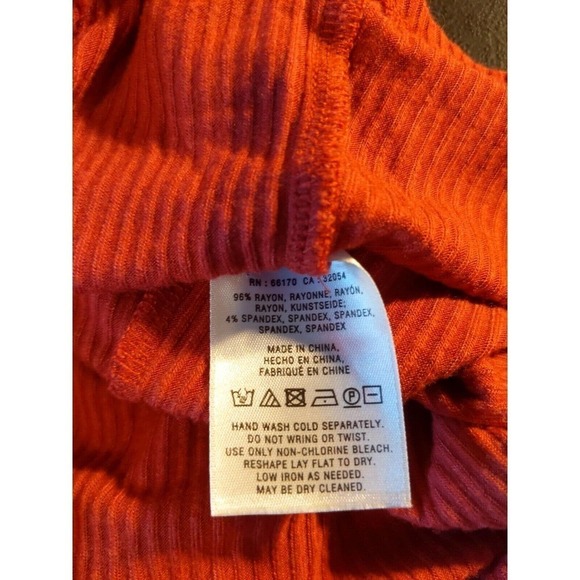 RN : 66170 CA : 32054
96% RAYON, RAYONNE, RAYÓN,
RAYON, KUNSTSEIDE;
4% SPANDEX, SPANDEX, SPANDEX,
SPANDEX, SPANDEX
MADE IN CHINA,
HECHO EN CHINA,
FABRIQUÉ EN CHINE
HAND WASH COLD SEPARATELY.
DO NOT WRING OR TWIST.
USE ONLY NON-CHLORINE BLEACH.
RESHAPE LAY FLAT TO DRY.
LOW IRON AS NEEDED.
MAY BE DRY CLEANED.